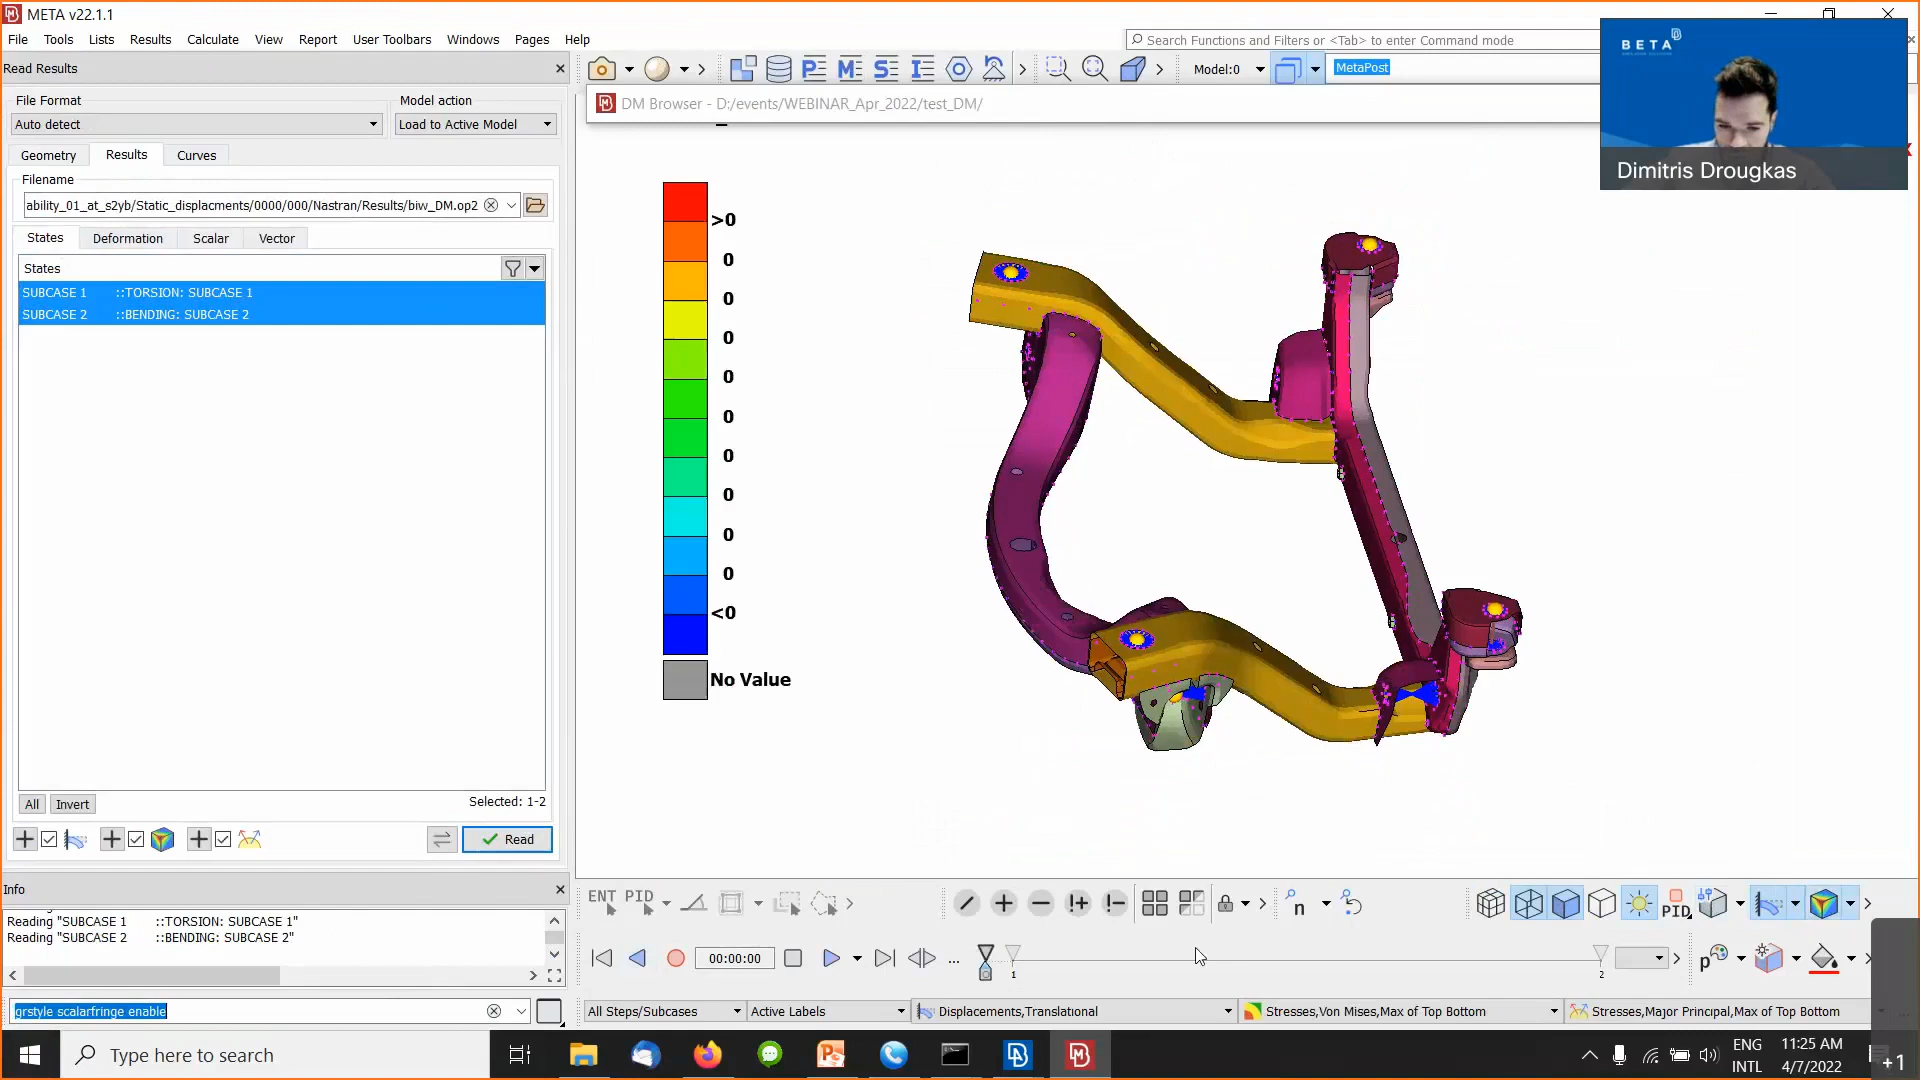 META v22.1.1
File Tools Lists Results Calculate View Report User Toolbars Windows Pages Help
Search Functions and Filters or <Tab> to enter Command mode
Read Results
Model:0
MetaPost
File Format
Model action
Auto detect
Load to Active Model
DM Browser - D:/events/WEBINAR_Apr_2022/test_DM/
BETA
Dimitris Drougkas
Geometry Results Curves
Filename
ability_01_at_s2yb/Static_displacments/0000/000/Nastran/Results/biw_DM.op2
States Deformation Scalar Vector
States
SUBCASE 1 ::TORSION: SUBCASE 1
SUBCASE 2 ::BENDING: SUBCASE 2
>0
0
0
0
0
0
0
0
0
0
<0
No Value
All Invert
Selected: 1-2
Read
Info
Reading "SUBCASE 1 ::TORSION: SUBCASE 1"
Reading "SUBCASE 2 ::BENDING: SUBCASE 2"
ENT PID
n
PID
00:00:00
...
1
2
p
grstyle scalarfringe enable
All Steps/Subcases
Active Labels
Displacements,Translational
Stresses,Von Mises,Max of Top Bottom
Stresses,Major Principal,Max of Top Bottom
Type here to search
ENG
INTL
11:25 AM
4/7/2022
+1